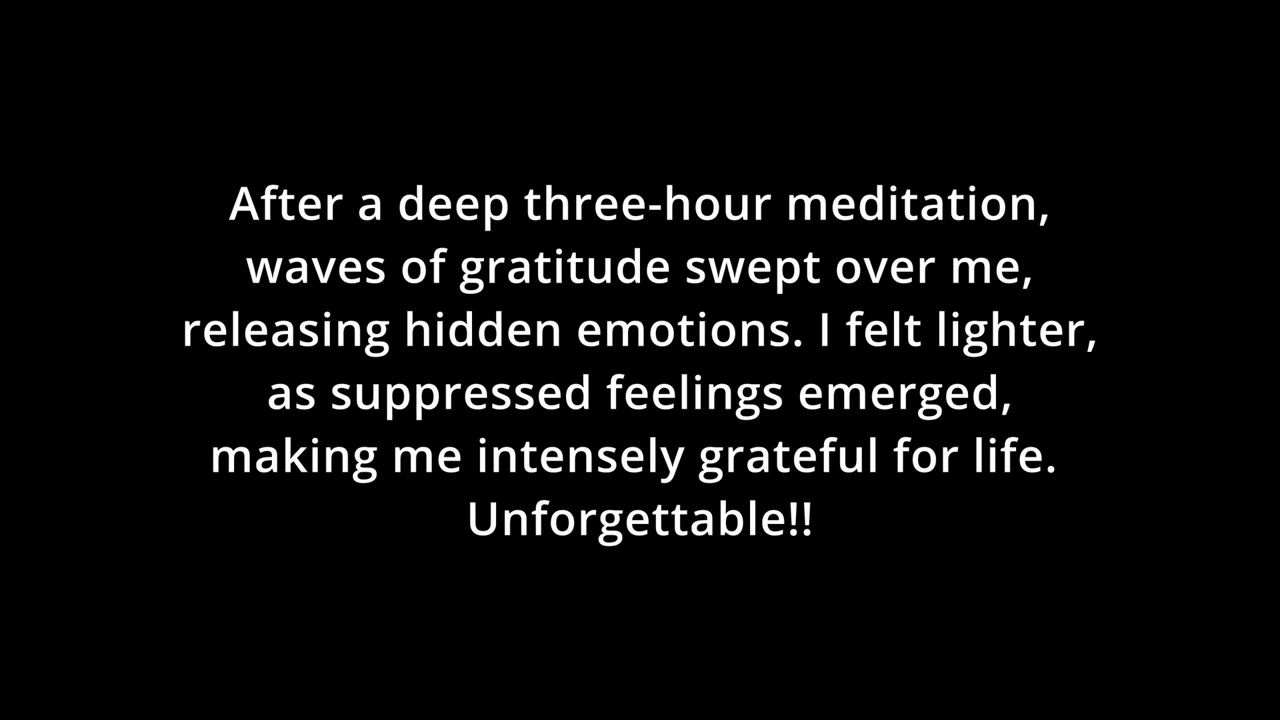 After a deep three-hour meditation,
waves of gratitude swept over me,
releasing hidden emotions. I felt lighter,
as suppressed feelings emerged,
making me intensely grateful for life.
Unforgettable!!